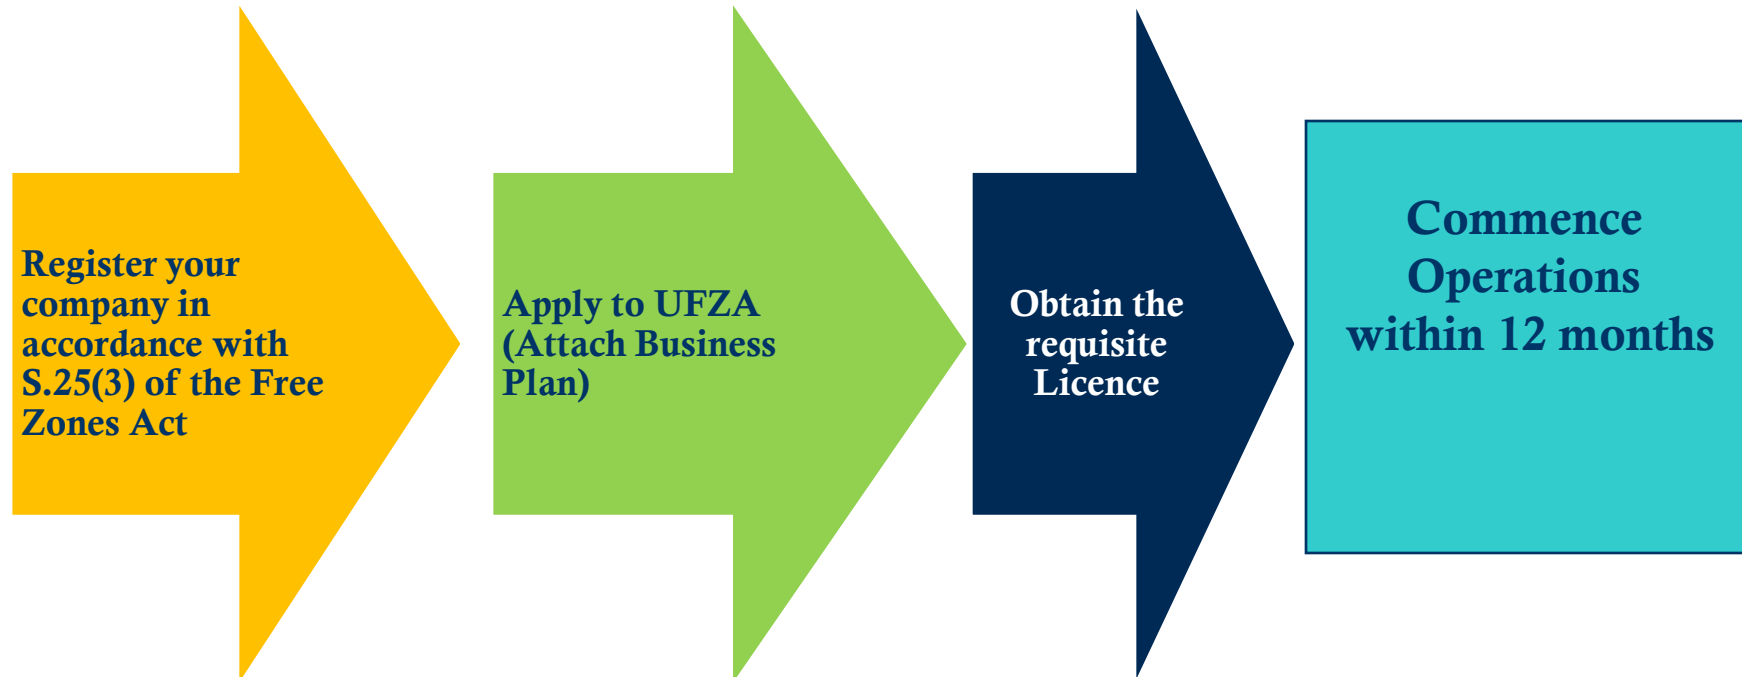 Register your
company in
accordance with
S.25(3) of the Free
Zones Act
Apply to UFZA
(Attach Business
Plan)
Obtain the
requisite
Licence
Commence
Operations
within 12 months